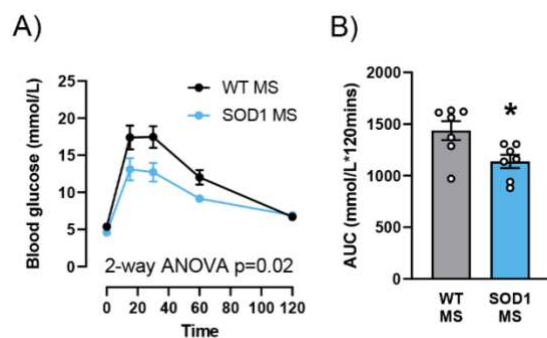 A)
Blood glucose (mmol/L)
25
20
15
10
5
0
WT MS
SOD1 MS
2-way ANOVA p=0.02
0 20 40 60 80 100 120
Time
B)
AUC (mmol/L*120mins)
2000
1500
1000
500
0
*
WT MS
SOD1 MS